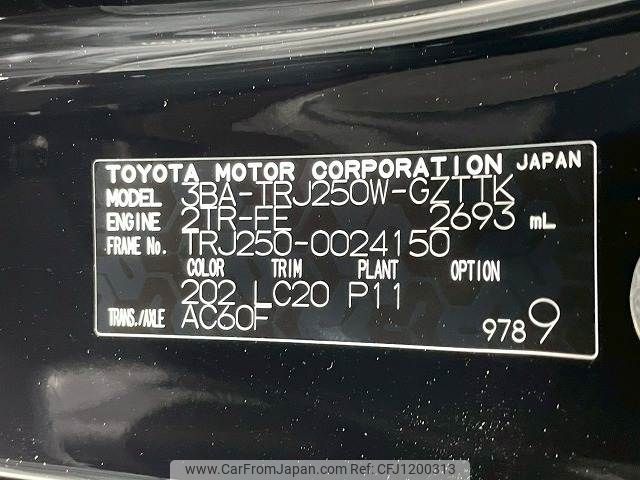 TOYOTA MOTOR CORPORATION JAPAN
MODEL 3BA-TRJ250W-GZTTK
ENGINE 2TR-FE 2693 mL
FRAME No. TRJ250-0024150
COLOR TRIM PLANT OPTION
202 LC20 P11
TRANS./AXLE AC60F
9789
www.CarFromJapan.com CFJ1200313